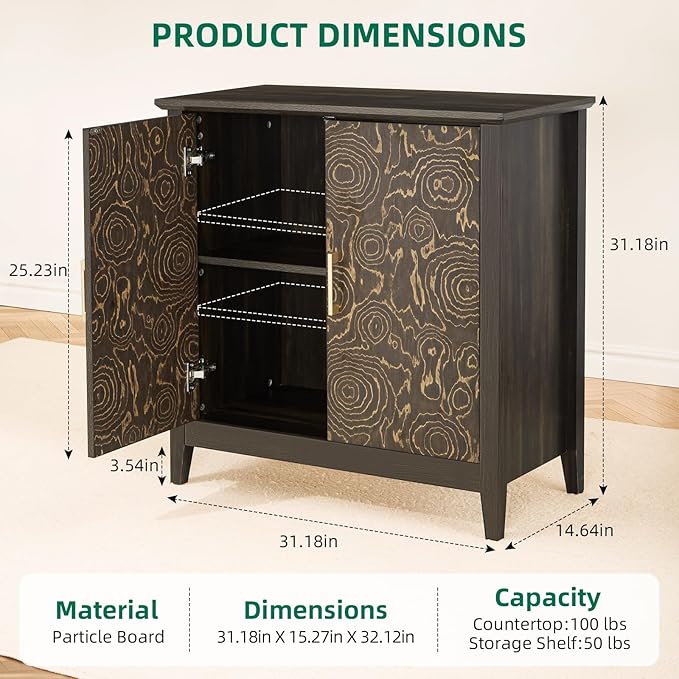 PRODUCT DIMENSIONS
25.23in
31.18in
3.54in
31.18in
14.64in
Material
Particle Board
Dimensions
31.18in X 15.27in X 32.12in
Capacity
Countertop:100 lbs
Storage Shelf:50 lbs